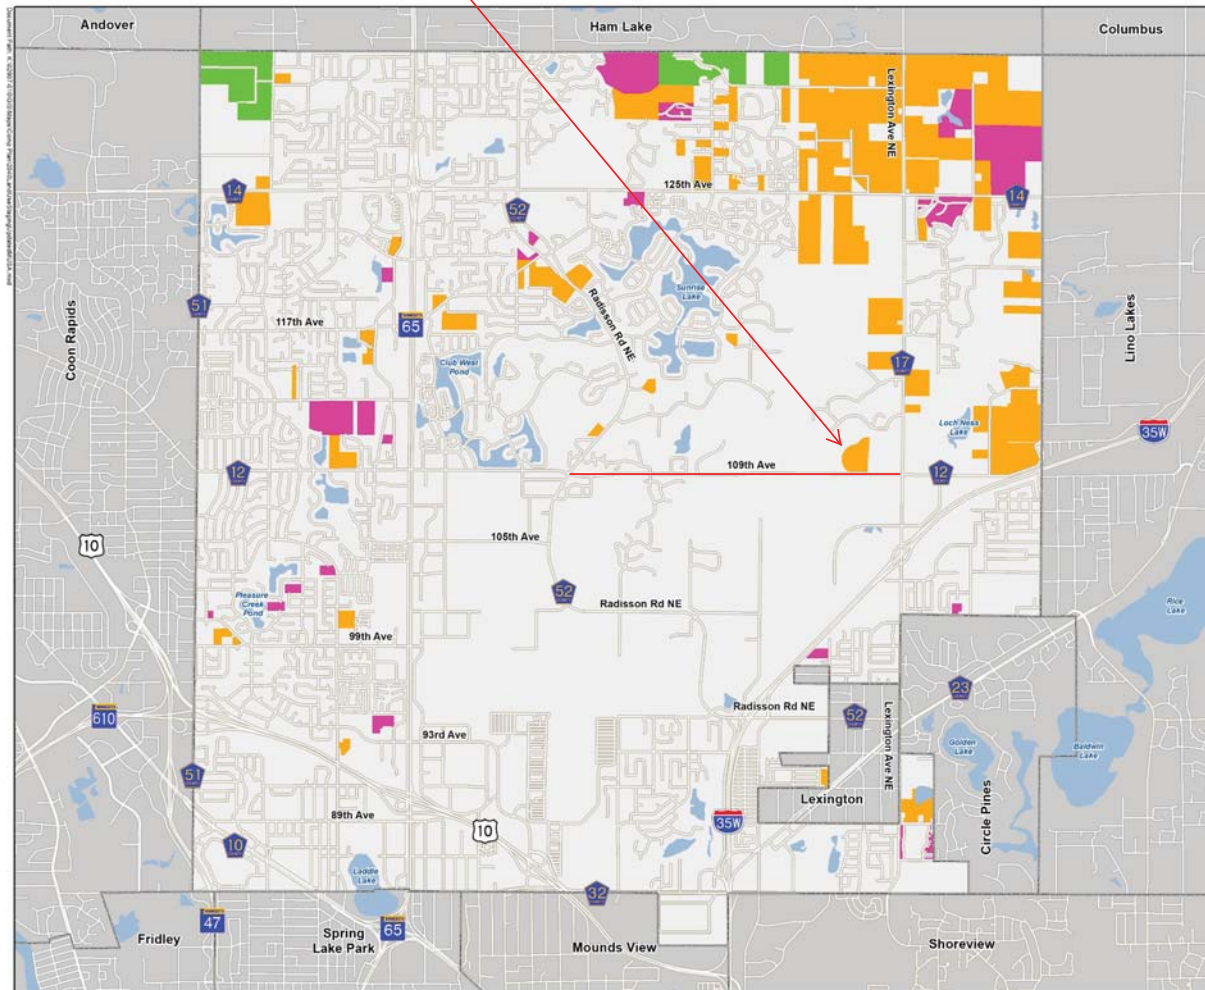 Andover
Ham Lake
Columbus
Lexington Ave NE
14
125th Ave
52
14
Sunrise
Lake
51
Radisson Rd NE
117th Ave
65
Coon Rapids
Lino Lakes
Club West
Pond
17
Loch Ness
Lake
35W
12
109th Ave
12
10
105th Ave
52
Pleasure
Creek
Pond
Radisson Rd NE
Rice
Lake
99th Ave
23
610
Radisson Rd NE
52
Lexington Ave NE
93rd Ave
Golden
Lake
Baldwin
Lake
51
Lexington
89th Ave
35W
10
Circle Pines
10
Laddie
Lake
32
47
65
Fridley
Spring
Lake Park
Mounds View
Shoreview